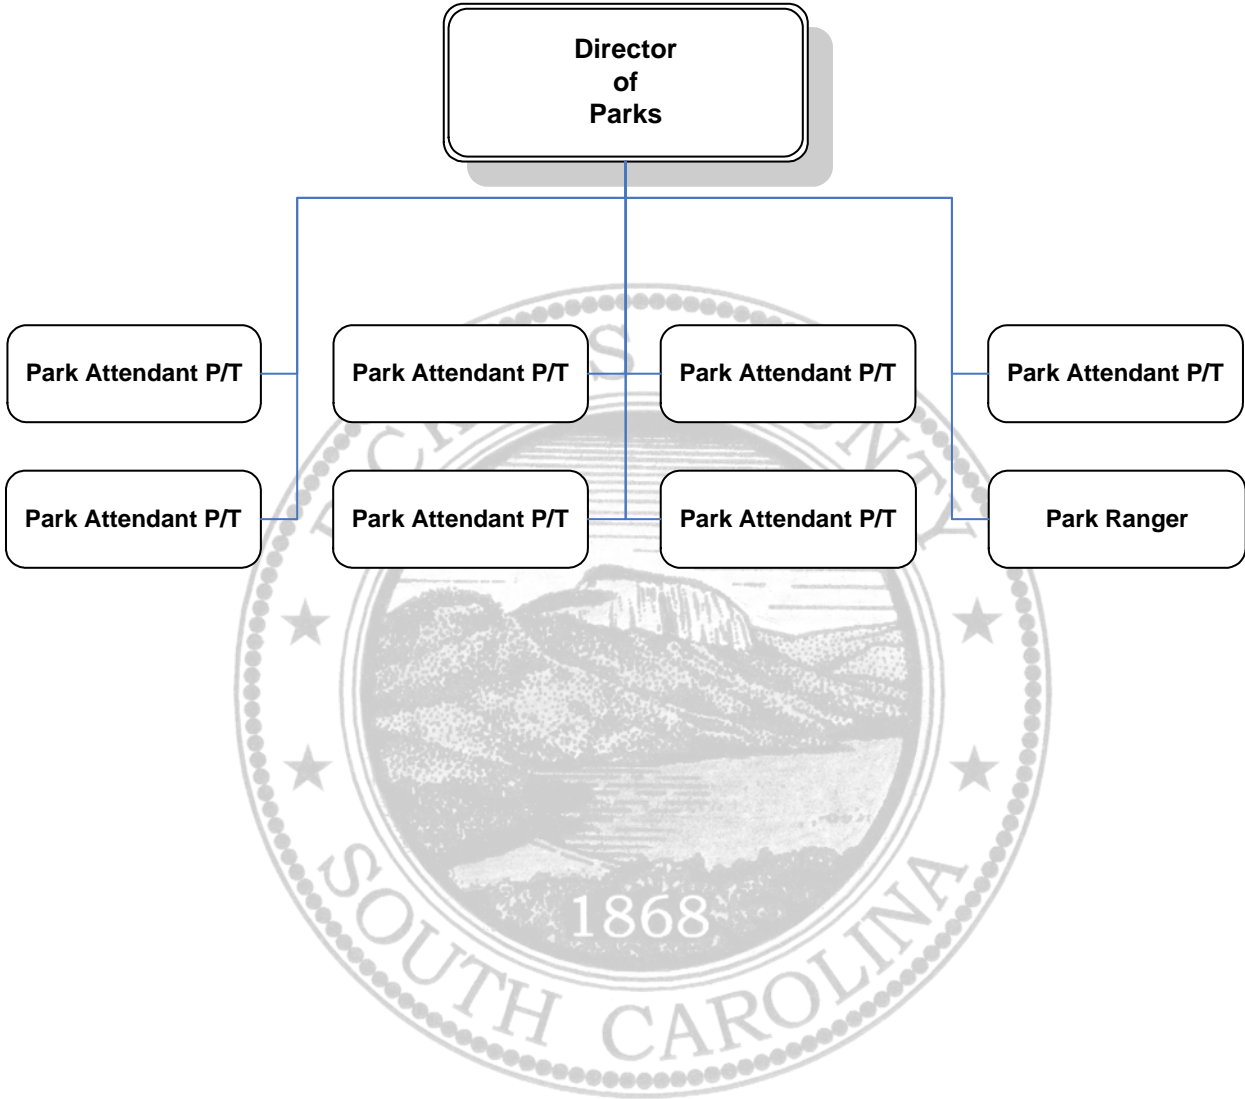 Director
of
Parks
Park Attendant P/T
Park Attendant P/T
Park Attendant P/T
Park Attendant P/T
Park Attendant P/T
Park Attendant P/T
Park Attendant P/T
Park Ranger
1868
SOUTH CAROLINA